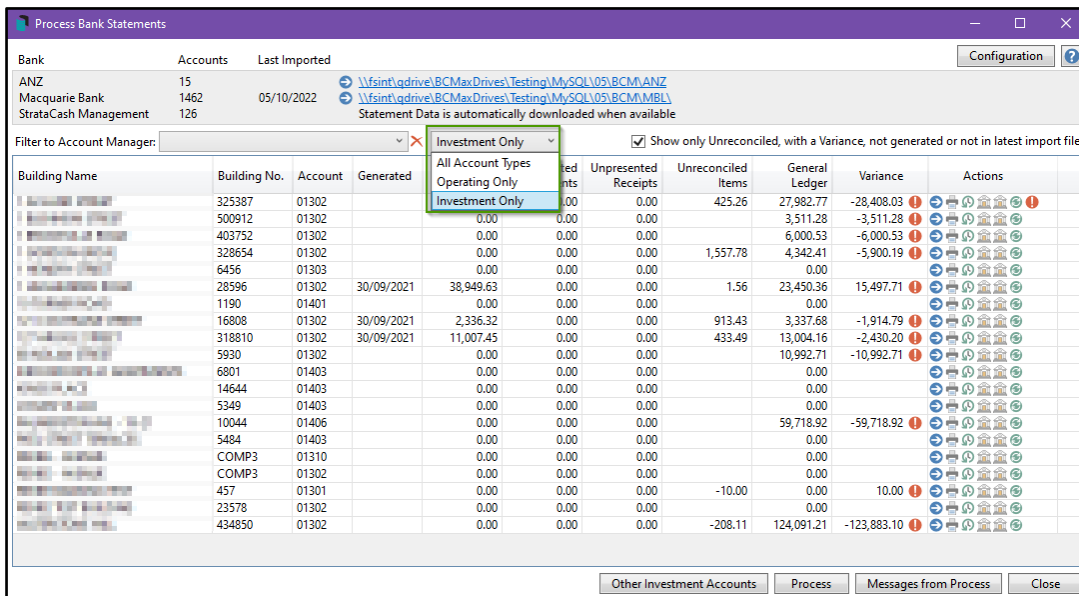 Process Bank Statements
Bank Accounts Last Imported Configuration ?
ANZ 15 \\fsint\qdrive\BCMaxDrives\Testing\MySQL\05\BCM\ANZ
Macquarie Bank 1462 05/10/2022 \\fsint\qdrive\BCMaxDrives\Testing\MySQL\05\BCM\MBL\
StrataCash Management 126 Statement Data is automatically downloaded when available
Filter to Account Manager: Investment Only Show only Unreconciled, with a Variance, not generated or not in latest import file
All Account Types
Operating Only
Investment Only
Building Name Building No. Account Generated Unpresented Receipts Unreconciled Items General Ledger Variance Actions
325387 01302 0.00 425.26 27,982.77 -28,408.03
500912 01302 0.00 0.00 0.00 3,511.28 -3,511.28
403752 01302 0.00 0.00 0.00 6,000.53 -6,000.53
328654 01302 0.00 0.00 0.00 1,557.78 4,342.41 -5,900.19
6456 01303 0.00 0.00 0.00 0.00
28596 01302 30/09/2021 38,949.63 0.00 0.00 1.56 23,450.36 15,497.71
1190 01401 0.00 0.00 0.00 0.00
16808 01302 30/09/2021 2,336.32 0.00 0.00 913.43 3,337.68 -1,914.79
318810 01302 30/09/2021 11,007.45 0.00 0.00 433.49 13,004.16 -2,430.20
5930 01302 0.00 0.00 0.00 10,992.71 -10,992.71
6801 01403 0.00 0.00 0.00 0.00
14644 01302 0.00 0.00 0.00 0.00
5349 01403 0.00 0.00 0.00 0.00
10044 01406 0.00 0.00 0.00 59,718.92 -59,718.92
5484 01403 0.00 0.00 0.00 0.00
COMP3 01310 0.00 0.00 0.00 0.00
COMP3 01302 0.00 0.00 0.00 0.00
457 01301 0.00 0.00 0.00 -10.00 0.00 10.00
23578 01302 0.00 0.00 0.00 0.00
434850 01302 0.00 0.00 0.00 -208.11 124,091.21 -123,883.10
Other Investment Accounts Process Messages from Process Close